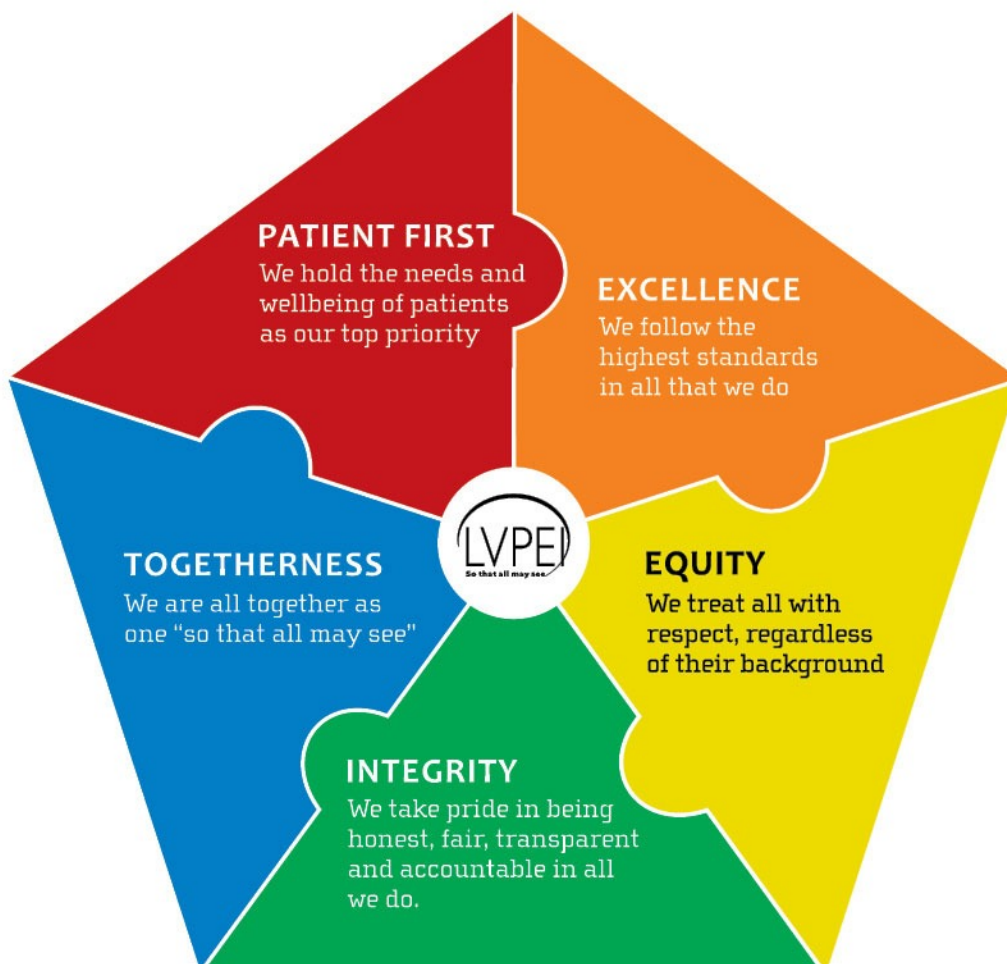 PATIENT FIRST
We hold the needs and
wellbeing of patients
as our top priority
EXCELLENCE
We follow the
highest standards
in all that we do
EQUITY
We treat all with
respect, regardless
of their background
INTEGRITY
We take pride in being
honest, fair, transparent
and accountable in all
we do.
TOGETHERNESS
We are all together as
one “so that all may see”
LVPEI
So that all may see